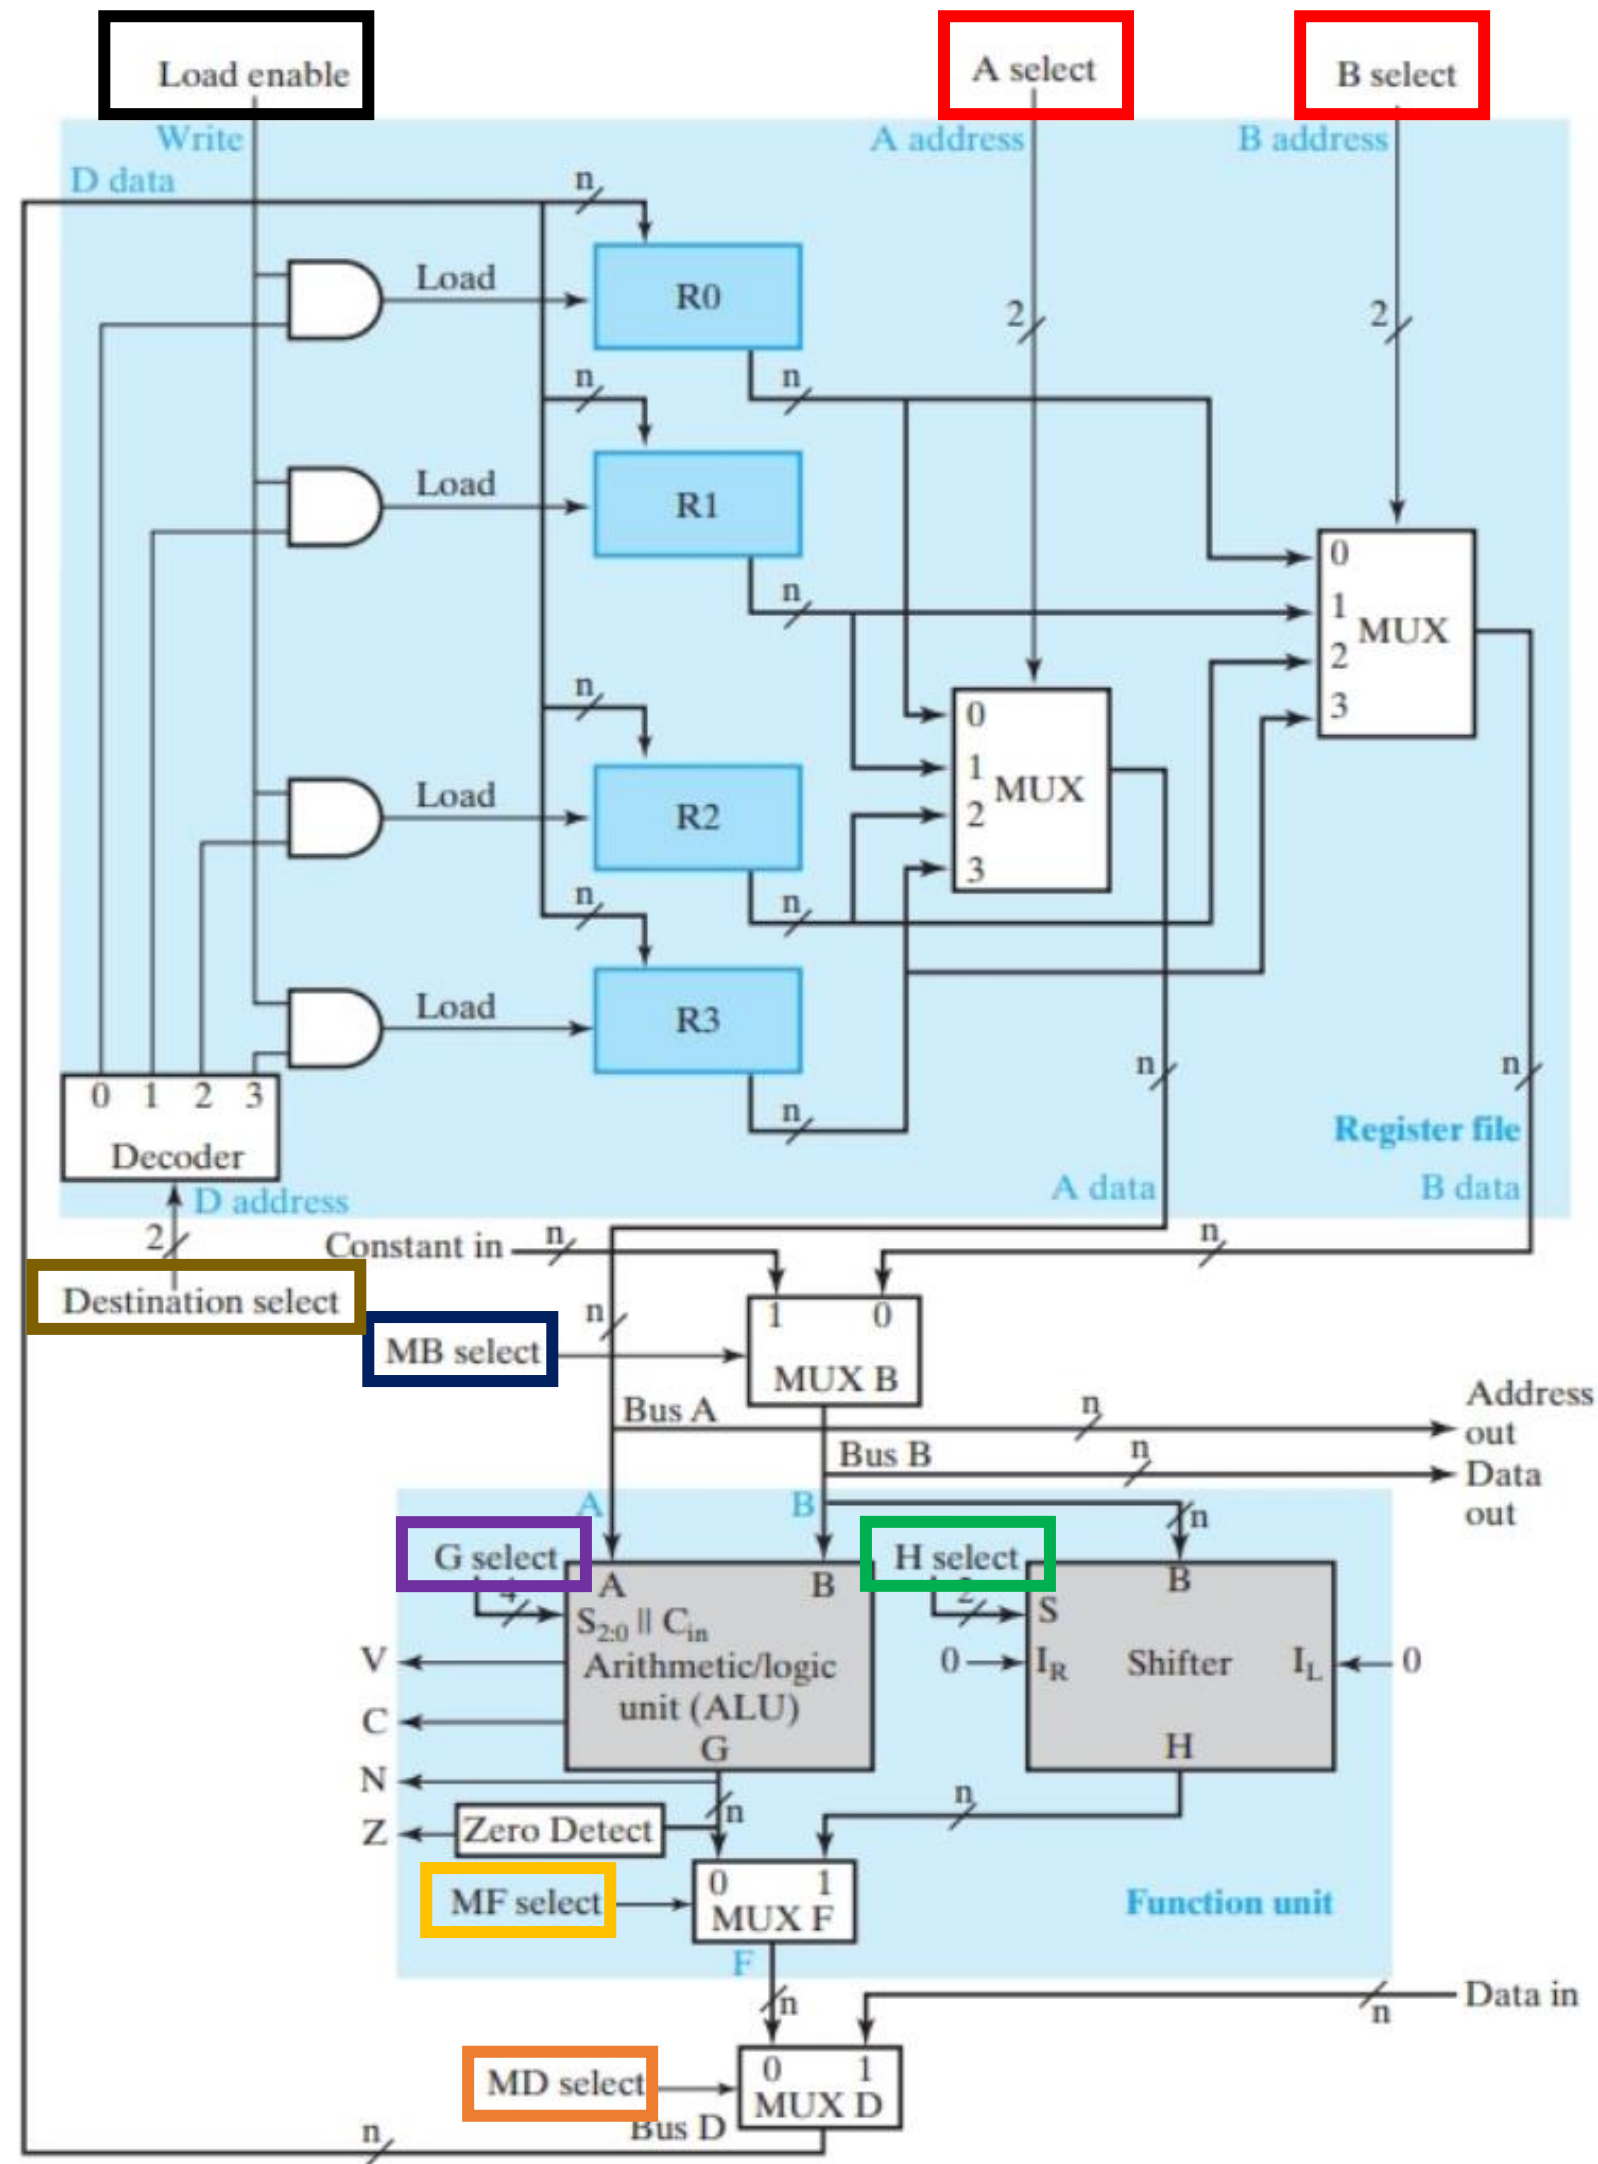 Load enable
A select
B select
Write
A address
B address
D data
n
Load
R0
2
2
n
n
Load
R1
0
n
1
MUX
2
n
3
0
1
MUX
Load
R2
2
3
n
n
Load
R3
n
n
0 1 2 3
n
Register file
Decoder
D address
A data
B data
2
Constant in
n
n
Destination select
n
1 0
MB select
MUX B
Bus A
n
Address
out
Bus B
n
Data
out
A
B
n
G select
H select
4
A
B
2
B
S2:0 || Cin
S
V
Arithmetic/logic
0
IR
Shifter
IL
0
unit (ALU)
C
G
H
N
n
n
Z
Zero Detect
0 1
MF select
MUX F
Function unit
F
n
Data in
n
0 1
MD select
MUX D
Bus D
n